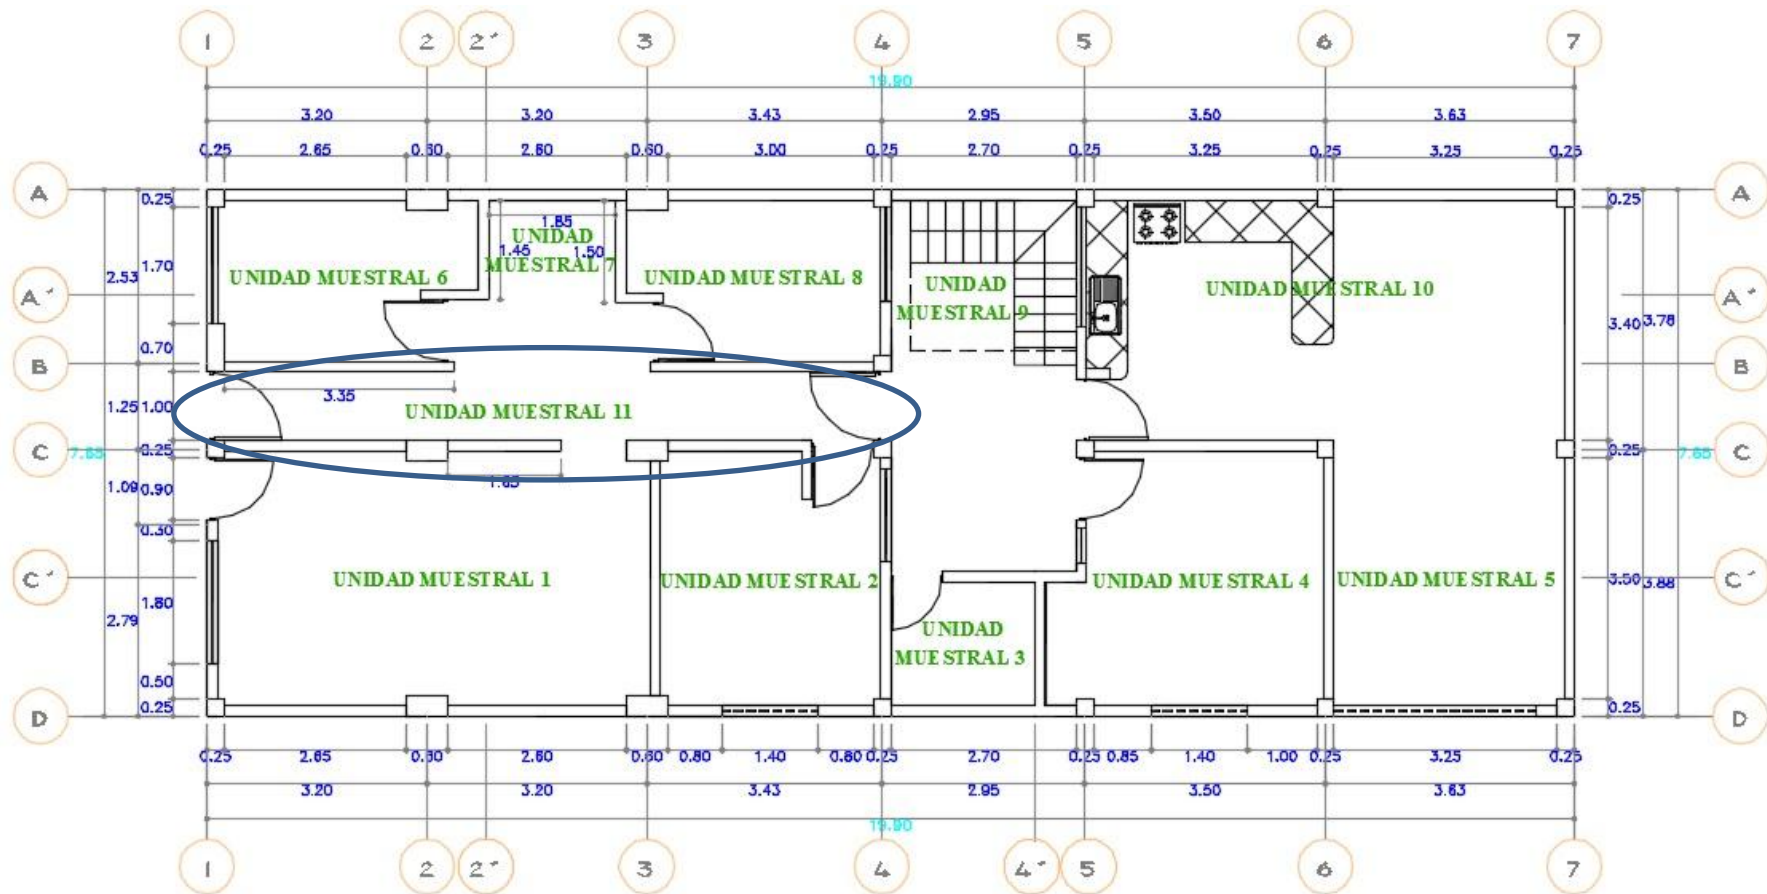 1 2 2' 3 4 5 6 7
19.90
3.20 3.20 3.43 2.95 3.50 3.63
0.25 2.65 0.60 2.60 0.60 3.00 0.25 2.70 0.25 3.25 0.25 3.25 0.25
A 0.25 0.25 A
1.85
UNIDAD
1.45 1.50
MUESTRAL 7
2.53 1.70
UNIDAD MUESTRAL 6
UNIDAD MUESTRAL 8
UNIDAD
MUESTRAL 9
UNIDAD MUESTRAL 10
A' A'
3.40 3.78
0.70
B B
3.35
1.25 1.00
UNIDAD MUESTRAL 11
C 7.65 0.25 0.25 7.65 C
1.65
1.09 0.90
0.30
C' C'
UNIDAD MUESTRAL 1
UNIDAD MUESTRAL 2
UNIDAD MUESTRAL 4
UNIDAD MUESTRAL 5
3.50 3.88
1.80
2.79
UNIDAD
MUESTRAL 3
0.50
D 0.25 0.25 D
0.25 2.65 0.60 2.60 0.60 0.80 1.40 0.80 0.25 2.70 0.25 0.85 1.40 1.00 0.25 3.25 0.25
3.20 3.20 3.43 2.95 3.50 3.63
19.90
1 2 2' 3 4 4' 5 6 7